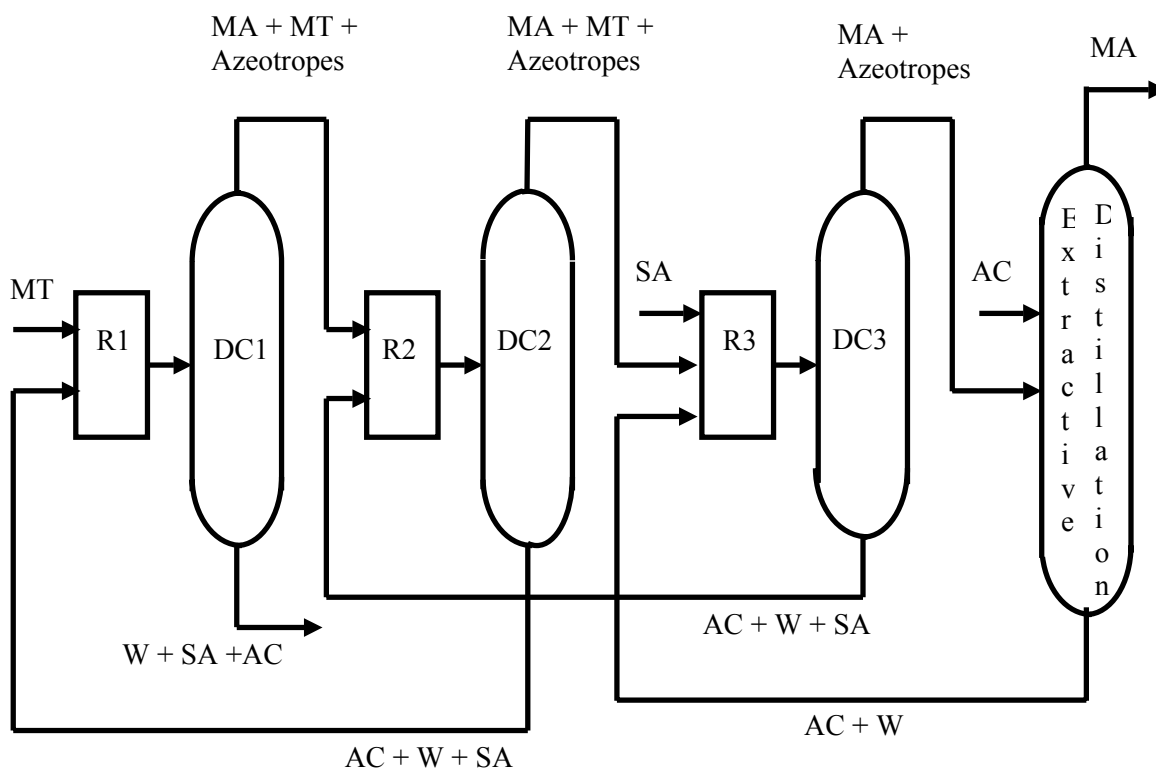 MA + MT +
Azeotropes
MA + MT +
Azeotropes
MA +
Azeotropes
MA
MT
R1
DC1
R2
DC2
SA
R3
DC3
AC
Extractive
Distillation
W + SA +AC
AC + W + SA
AC + W
AC + W + SA